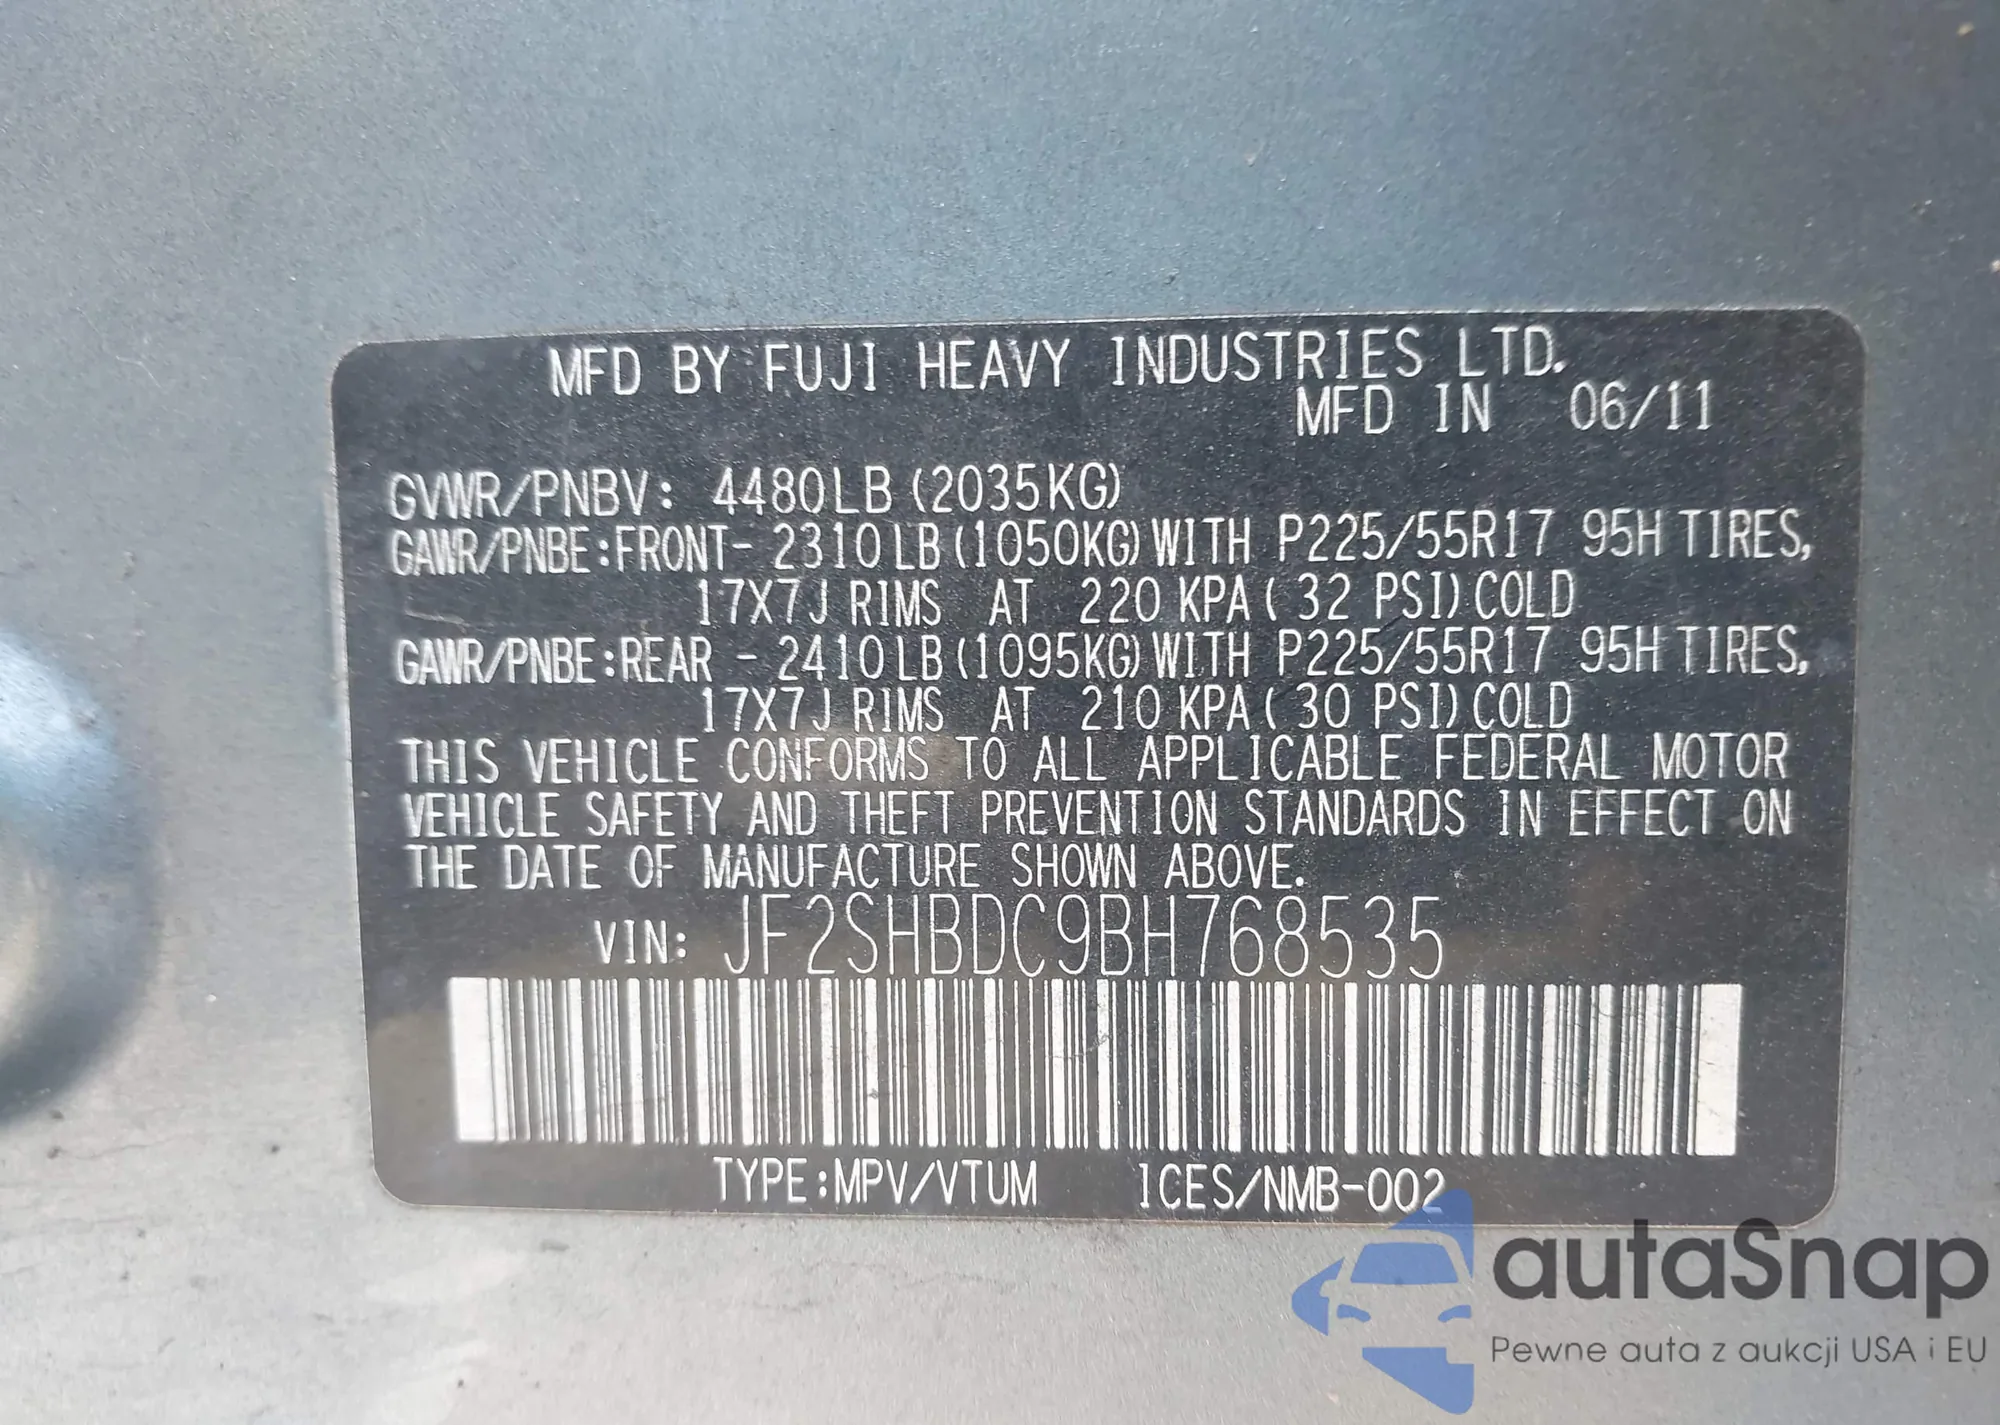 MFD BY FUJI HEAVY INDUSTRIES LTD.
MFD IN 06/11
GVWR/PNBV: 4480LB (2035KG)
GAWR/PNBE:FRONT- 2310LB(1050KG)WITH P225/55R17 95H TIRES,
17X7J RIMS AT 220 KPA( 32 PSI)COLD
GAWR/PNBE:REAR - 2410LB(1095KG)WITH P225/55R17 95H TIRES,
17X7J RIMS AT 210 KPA( 30 PSI)COLD
THIS VEHICLE CONFORMS TO ALL APPLICABLE FEDERAL MOTOR
VEHICLE SAFETY AND THEFT PREVENTION STANDARDS IN EFFECT ON
THE DATE OF MANUFACTURE SHOWN ABOVE.
VIN: JF2SHBDC9BH768535
TYPE:MPV/VTUM ICES/NMB-002
autaSnap
Pewne auta z aukcji USA i EU